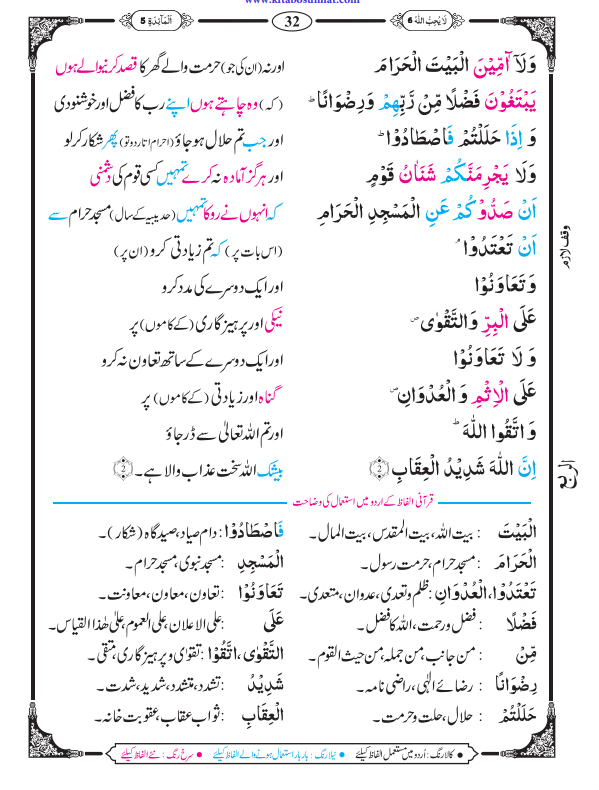 www.kitabosunnat.com
لَا يُحِبُّ اللّٰهُ 6
32
اَلْمَآئِدَة 5
وَلَآ آمِّيْنَ الْبَيْتَ الْحَرَامَ اور نہ (ان کی جو) حرمت والے گھر کا قصد کرنیوالے ہوں
يَبْتَغُوْنَ فَضْلًا مِّنْ رَّبِّهِمْ وَرِضْوَانًا ؕ (کہ) وہ چاہتے ہوں اپنے رب کا فضل اور خوشنودی
وَ اِذَا حَلَلْتُمْ فَاصْطَادُوْا ؕ اور جب تم حلال ہو جاؤ (احرام اتار دو تو) پھر شکار کر لو
وَلَا يَجْرِمَنَّكُمْ شَنَاٰنُ قَوْمٍ اور ہرگز آمادہ نہ کرے تمہیں کسی قوم کی دشمنی
اَنْ صَدُّوْكُمْ عَنِ الْمَسْجِدِ الْحَرَامِ کہ انہوں نے روکا تمہیں (حدیبیہ کے سال) مسجد حرام سے
اَنْ تَعْتَدُوْا ۘ (اس بات پر) کہ تم زیادتی کرو (ان پر)
وقف لازم
وَتَعَاوَنُوْا اور ایک دوسرے کی مدد کرو
عَلَى الْبِرِّ وَالتَّقْوٰى ۪ نیکی اور پرہیزگاری (کے کاموں) پر
وَ لَا تَعَاوَنُوْا اور ایک دوسرے کے ساتھ تعاون نہ کرو
عَلَى الْاِثْمِ وَ الْعُدْوَانِ ۪ گناہ اور زیادتی (کے کاموں) پر
وَ اتَّقُوا اللّٰهَ ؕ اور تم اللہ تعالیٰ سے ڈر جاؤ
اِنَّ اللّٰهَ شَدِيْدُ الْعِقَابِ 2 بیشک اللہ سخت عذاب والا ہے۔ 2
الربع
قرآنی الفاظ کے اردو میں استعمال کی وضاحت
الْبَيْتَ : بیت اللہ، بیت المقدس، بیت المال۔ فَاصْطَادُوْا : دام صیاد، صید گاہ (شکار)۔
الْحَرَامَ : مسجد حرام، حرمت رسول۔ الْمَسْجِدِ : مسجد نبوی، مسجد حرام۔
تَعْتَدُوْا، الْعُدْوَانِ : ظلم و تعدی، عدوان، متعدی۔ تَعَاوَنُوْا : تعاون، معاون، معاونت۔
فَضْلًا : فضل و رحمت، اللہ کا فضل۔ عَلَى : علی الاعلان، علی العموم، علیٰ ھٰذا القیاس۔
مِّنْ : من جانب، من جملہ، من حیث القوم۔ التَّقْوٰى، اتَّقُوْا : تقویٰ و پرہیزگاری، متقی۔
رِضْوَانًا : رضائے الٰہی، راضی نامہ۔ شَدِيْدُ : تشدد، متشدد، شدید، شدت۔
حَلَلْتُمْ : حلال، حلت و حرمت۔ الْعِقَابِ : ثواب عقاب، عقوبت خانہ۔
● کالا رنگ : اُردو میں مستعمل الفاظ کیلئے ● نیلا رنگ : بار بار استعمال ہونے والے الفاظ کیلئے ● سرخ رنگ : نئے الفاظ کیلئے